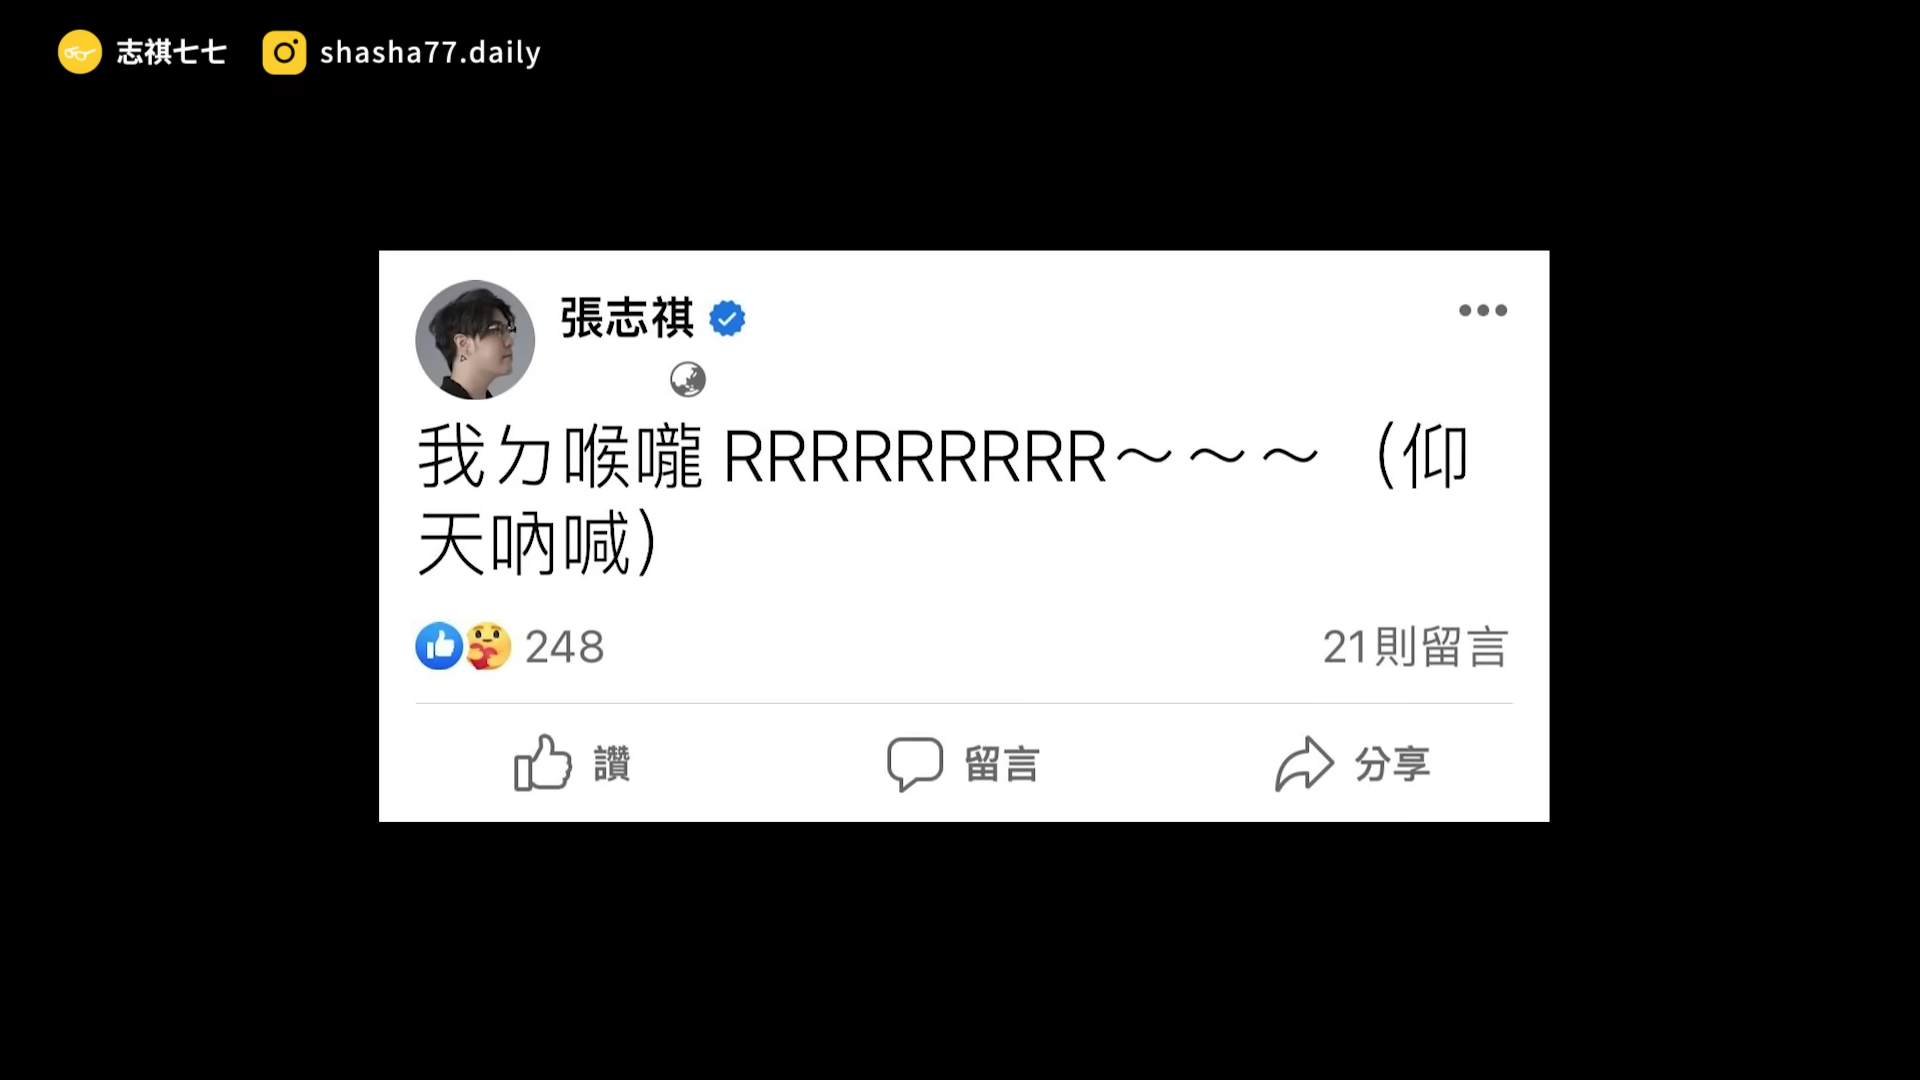 志祺七七 shasha77.daily
張志祺
我ㄉ喉嚨 RRRRRRRRR～～～（仰
天吶喊）
248 21則留言
讚 留言 分享